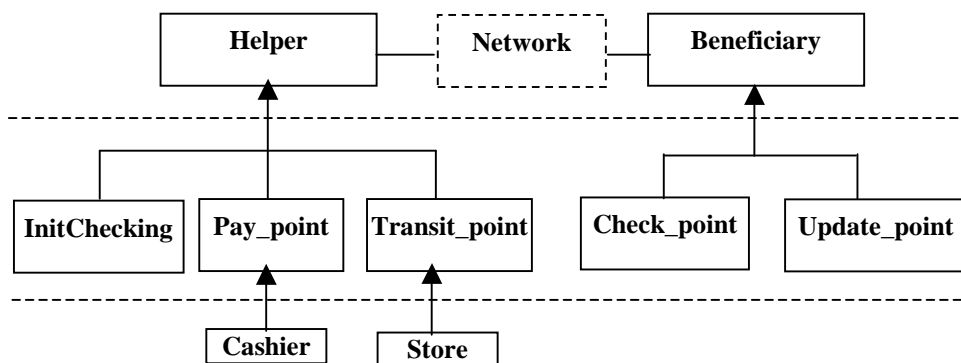 Helper
Network
Beneficiary
InitChecking
Pay_point
Transit_point
Check_point
Update_point
Cashier
Store